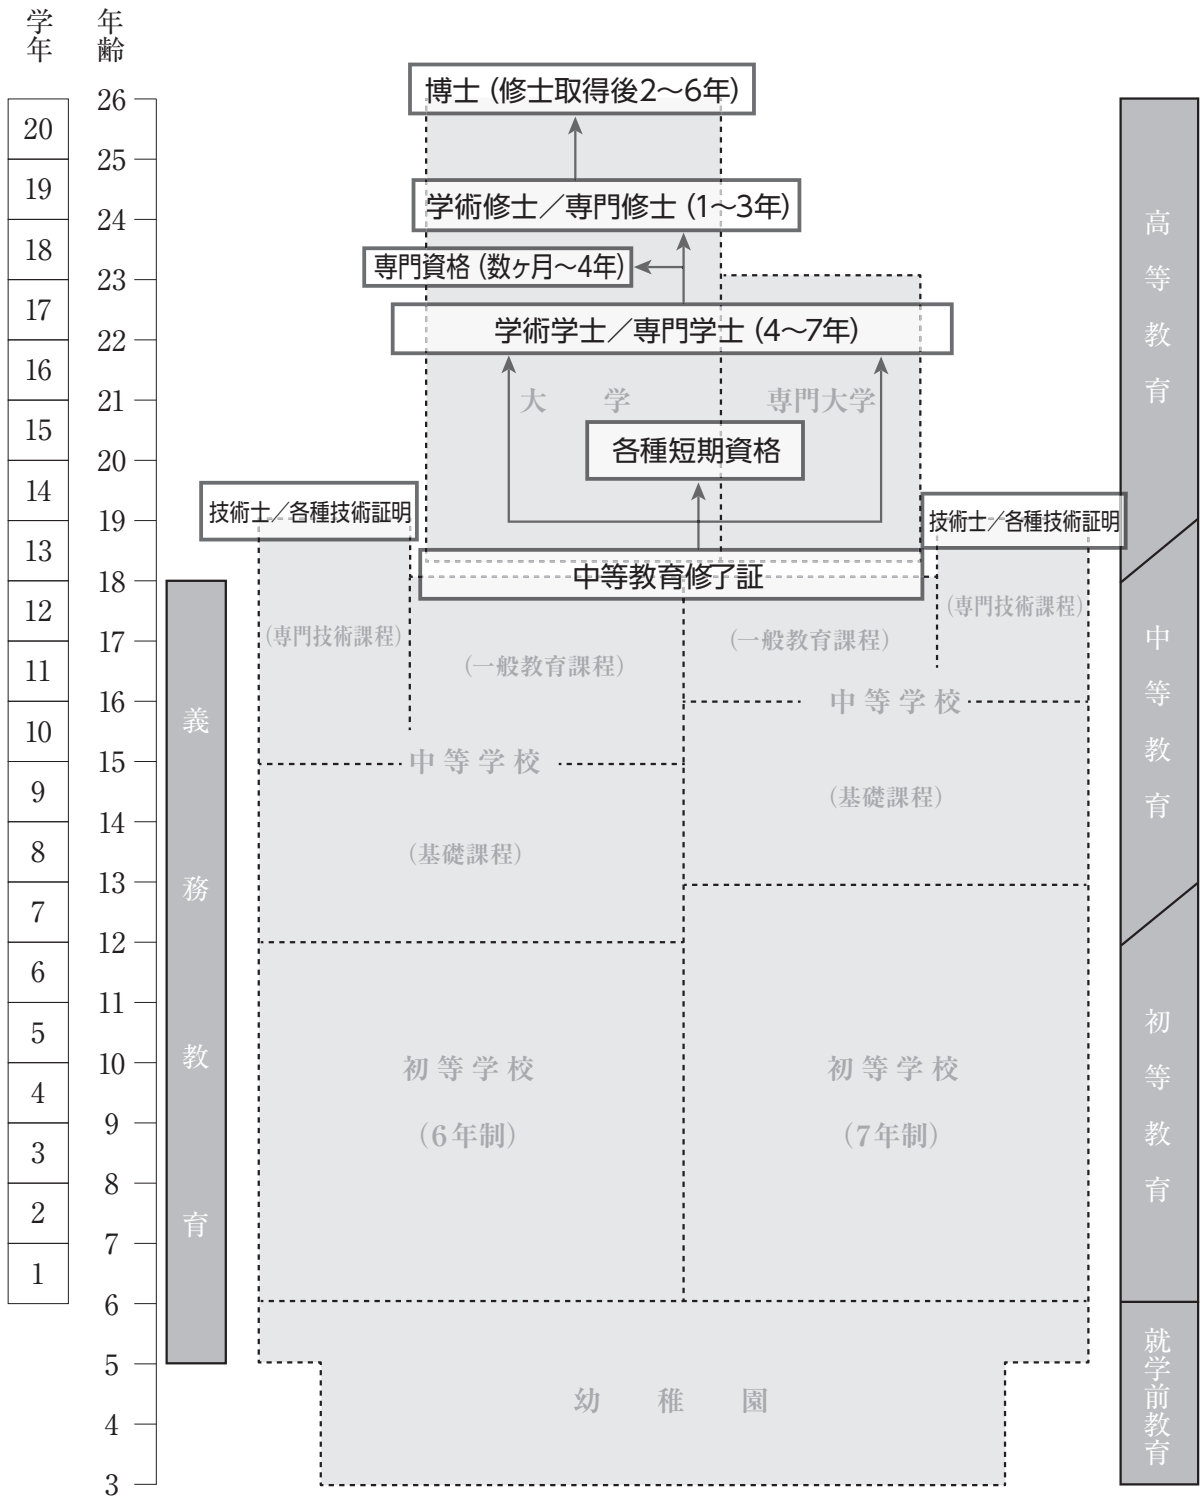 学年
年齢
26
25
24
23
22
21
20
19
18
17
16
15
14
13
12
11
10
9
8
7
6
5
4
3
20
19
18
17
16
15
14
13
12
11
10
9
8
7
6
5
4
3
2
1
義務教育
博士（修士取得後2～6年）
学術修士／専門修士（1～3年）
専門資格（数ヶ月～4年）
学術学士／専門学士（4～7年）
大学
専門大学
各種短期資格
技術士／各種技術証明
技術士／各種技術証明
中等教育修了証
（専門技術課程）
（一般教育課程）
（一般教育課程）
（専門技術課程）
中等学校
中等学校
（基礎課程）
（基礎課程）
初等学校
（6年制）
初等学校
（7年制）
幼稚園
高等教育
中等教育
初等教育
就学前教育